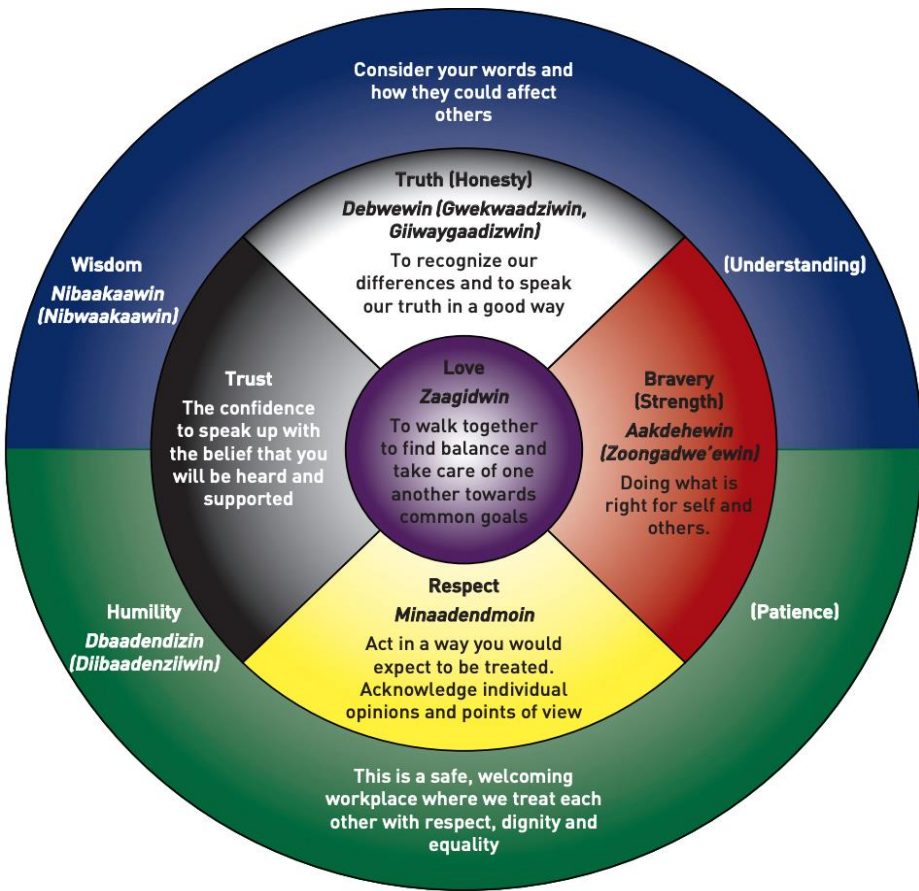 Consider your words and
how they could affect
others
Wisdom
Nibaakaawin
(Nibwaakaawin)
(Understanding)
Truth (Honesty)
Debwewin (Gwekwaadziwin,
Giiwaygaadizwin)
To recognize our
differences and to speak
our truth in a good way
Trust
The confidence
to speak up with
the belief that you
will be heard and
supported
Love
Zaagidwin
To walk together
to find balance and
take care of one
another towards
common goals
Bravery
(Strength)
Aakdehewin
(Zoongadwe'ewin)
Doing what is
right for self and
others.
Respect
Minaadendmoin
Act in a way you would
expect to be treated.
Acknowledge individual
opinions and points of view
Humility
Dbaadendizin
(Diibaadenziiwin)
(Patience)
This is a safe, welcoming
workplace where we treat each
other with respect, dignity and
equality